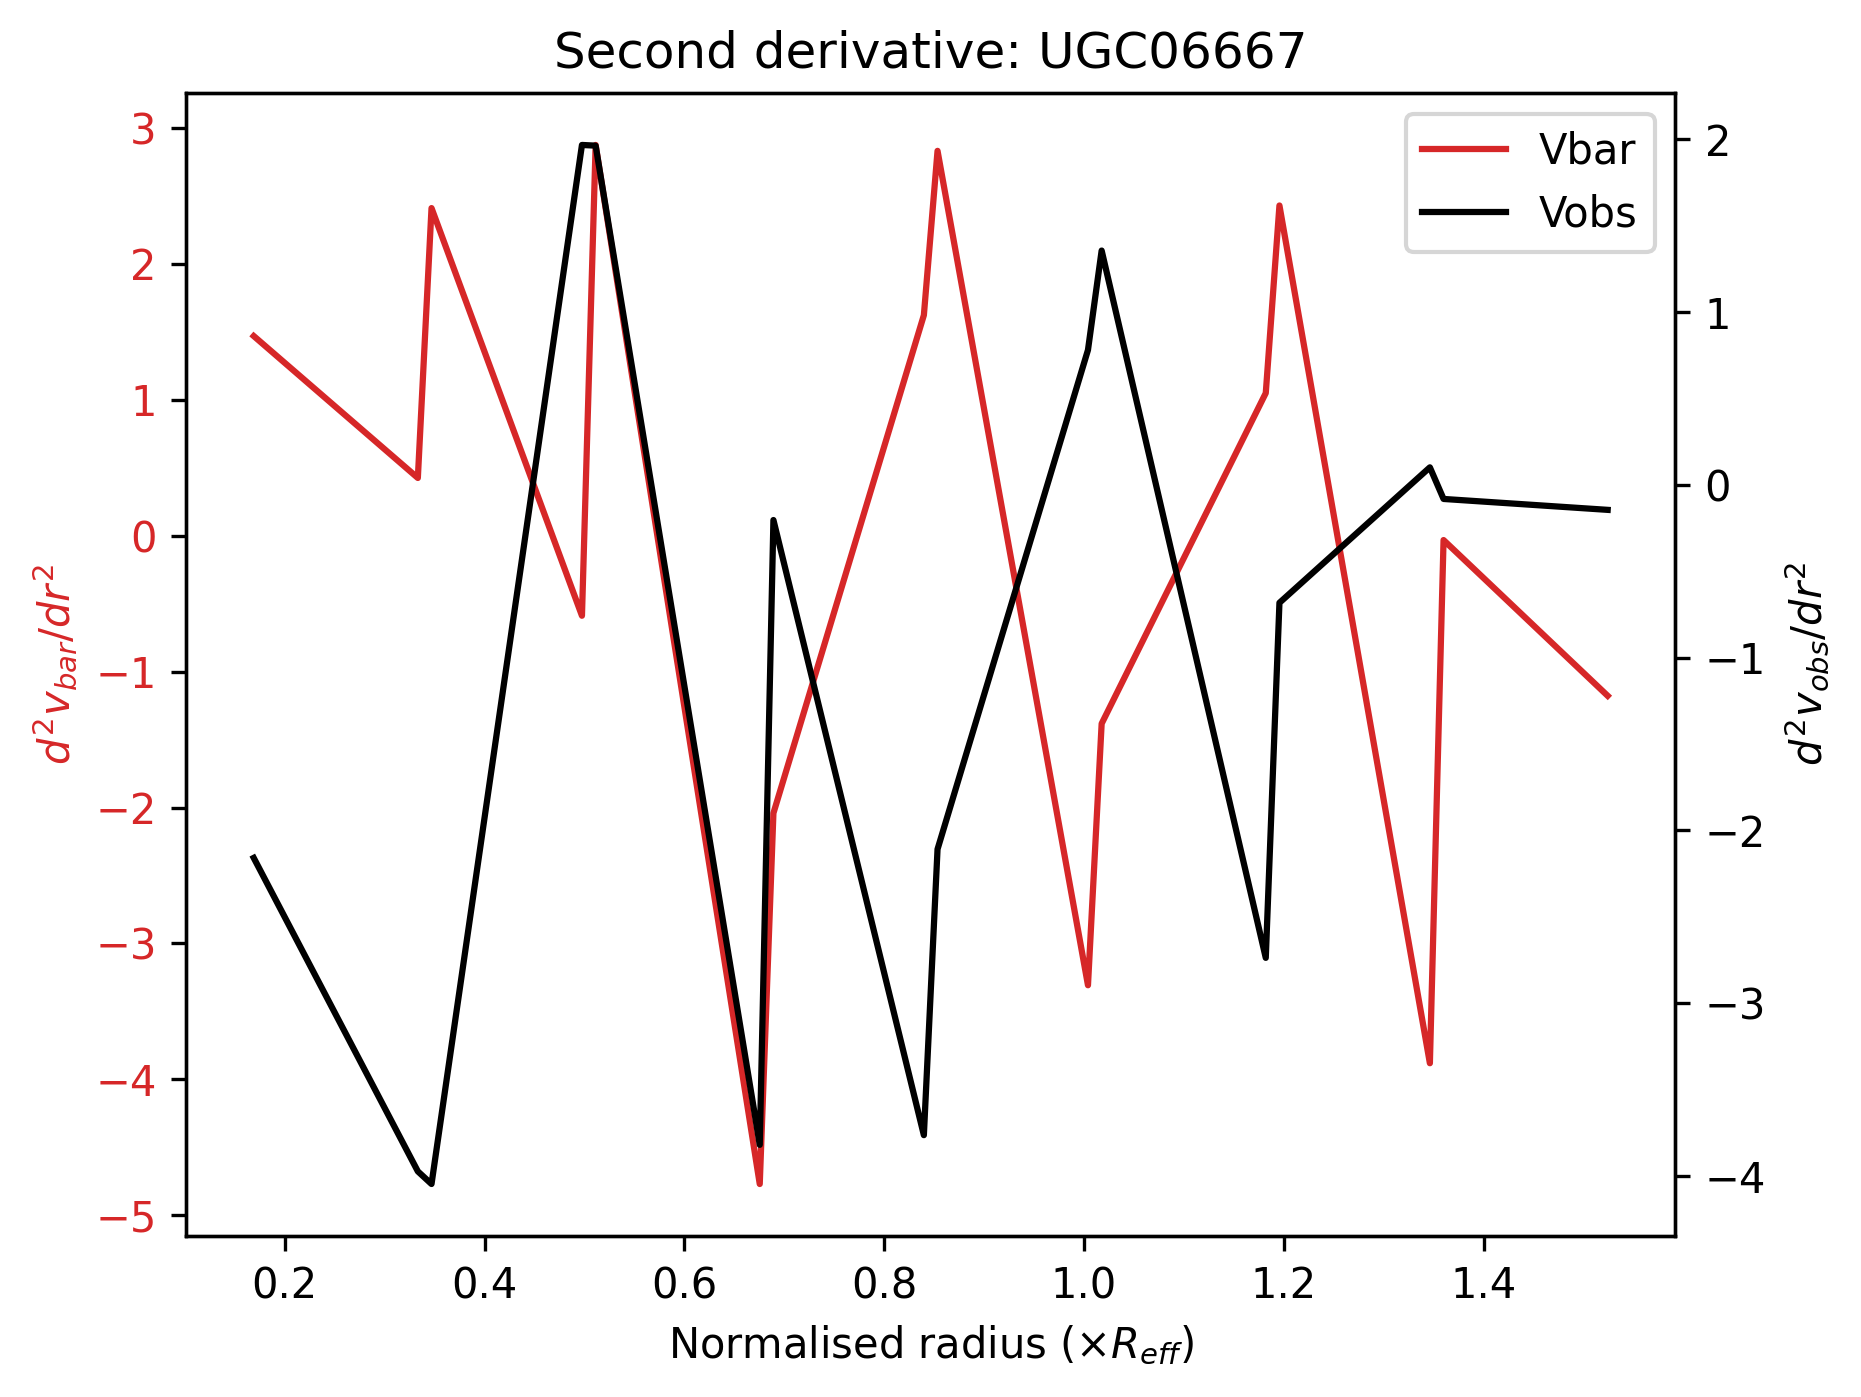 Second derivative: UGC06667
3
2
1
0
−1
−2
−3
−4
−5
d²v_bar/dr²
Vbar
Vobs
2
1
0
−1
−2
−3
−4
d²v_obs/dr²
0.2 0.4 0.6 0.8 1.0 1.2 1.4
Normalised radius (×R_eff)